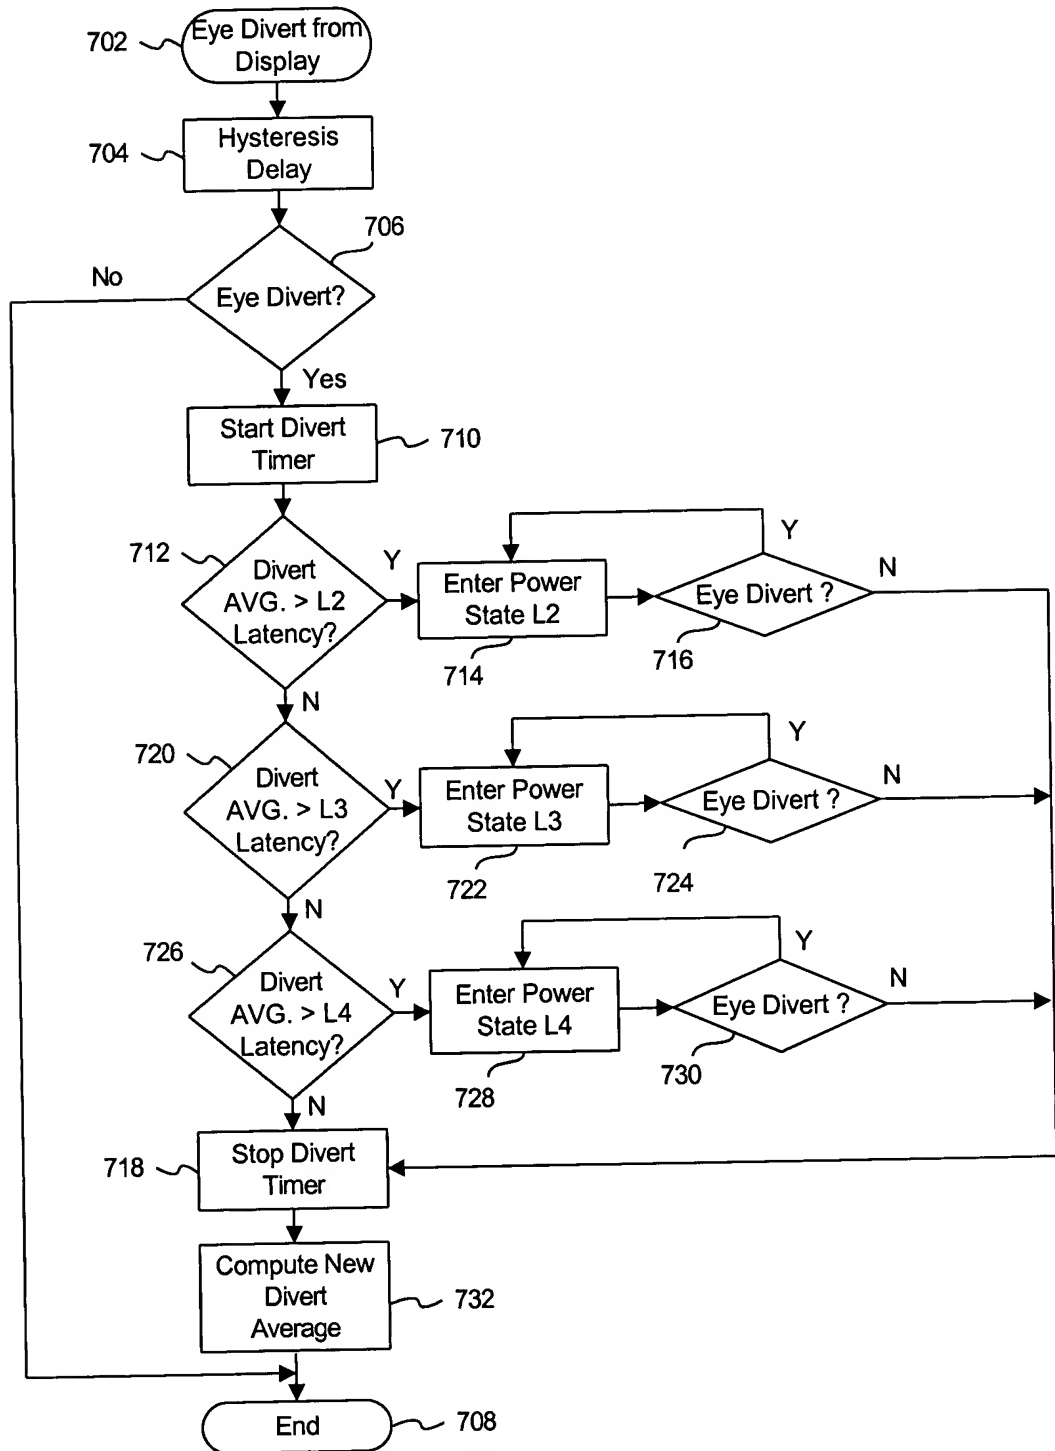 702
Eye Divert from
Display
704
Hysteresis
Delay
706
No
Eye Divert?
Yes
Start Divert
Timer
710
712
Divert
AVG. > L2
Latency?
Y
Enter Power
State L2
714
Y
Eye Divert ?
N
716
N
720
Divert
AVG. > L3
Latency?
Y
Enter Power
State L3
722
Y
Eye Divert ?
N
724
N
726
Divert
AVG. > L4
Latency?
Y
Enter Power
State L4
728
Y
Eye Divert ?
N
730
N
718
Stop Divert
Timer
Compute New
Divert
Average
732
End
708